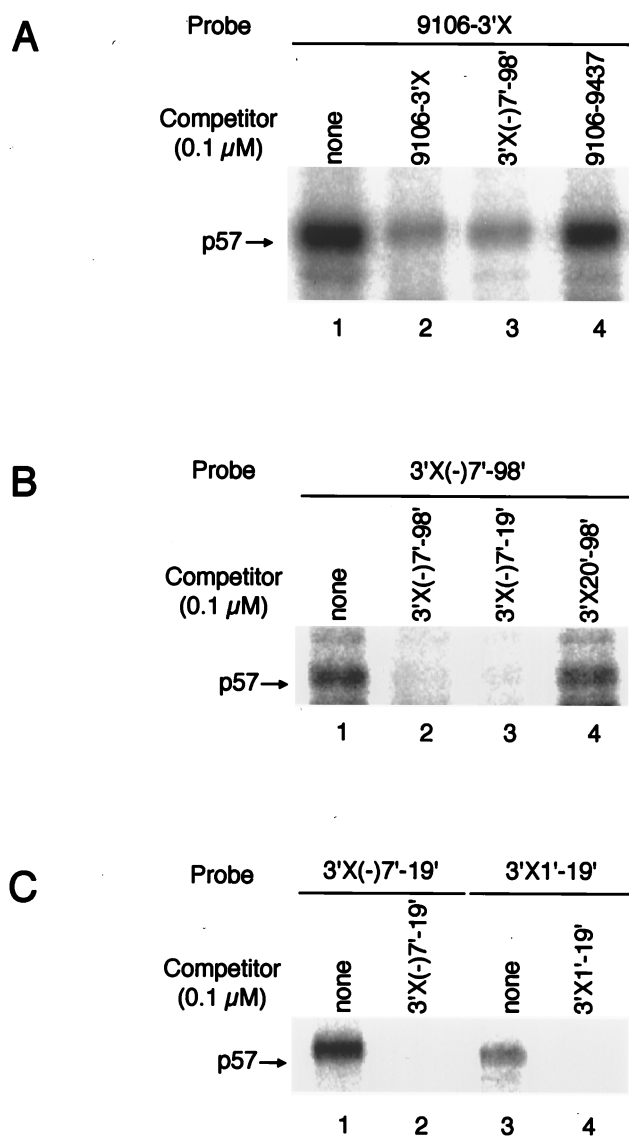 A
Probe
9106-3'X
Competitor
(0.1 µM)
none
9106-3'X
3'X(-)7'-98'
9106-9437
p57
1 2 3 4
B
Probe
3'X(-)7'-98'
Competitor
(0.1 µM)
none
3'X(-)7'-98'
3'X(-)7'-19'
3'X20'-98'
p57
1 2 3 4
C
Probe
3'X(-)7'-19' 3'X1'-19'
Competitor
(0.1 µM)
none
3'X(-)7'-19'
none
3'X1'-19'
p57
1 2 3 4